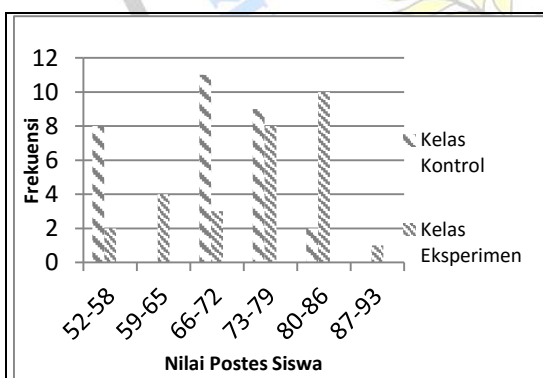 12
10
8
6
4
2
0
Frekuensi
52-58
59-65
66-72
73-79
80-86
87-93
Nilai Postes Siswa
Kelas
Kontrol
Kelas
Eksperimen